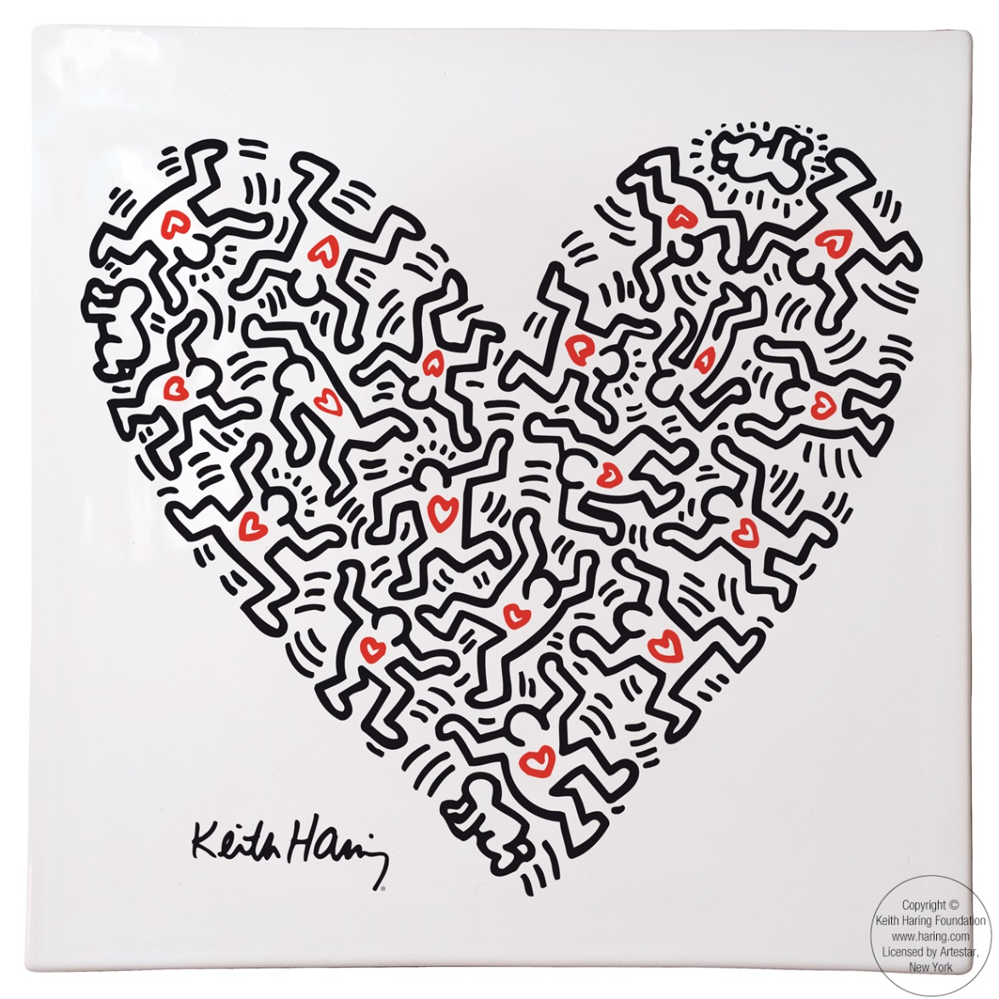 Keith Haring
Copyright ©
Keith Haring Foundation
www.haring.com
Licensed by Artestar,
New York